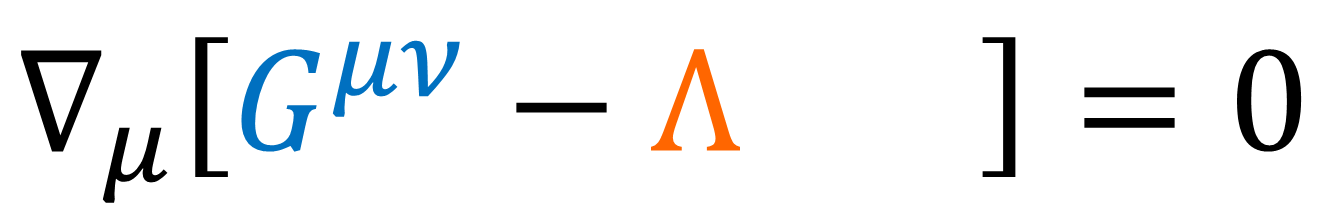 ∇_μ[G^{μν} − Λ ] = 0